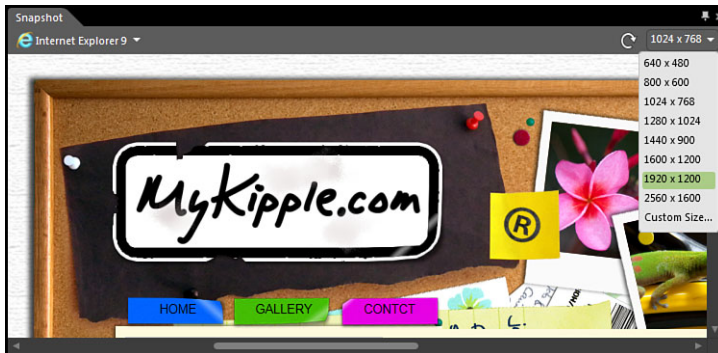 Snapshot
Internet Explorer 9
1024 x 768
640 x 480
800 x 600
1024 x 768
1280 x 1024
1440 x 900
1600 x 1200
1920 x 1200
2560 x 1600
Custom Size...
MyKipple.com
®
HOME GALLERY CONTCT